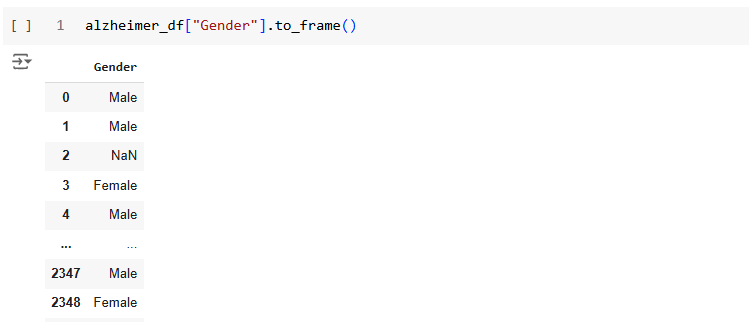 [ ] 1 alzheimer_df["Gender"].to_frame()
Gender
0 Male
1 Male
2 NaN
3 Female
4 Male
... ...
2347 Male
2348 Female